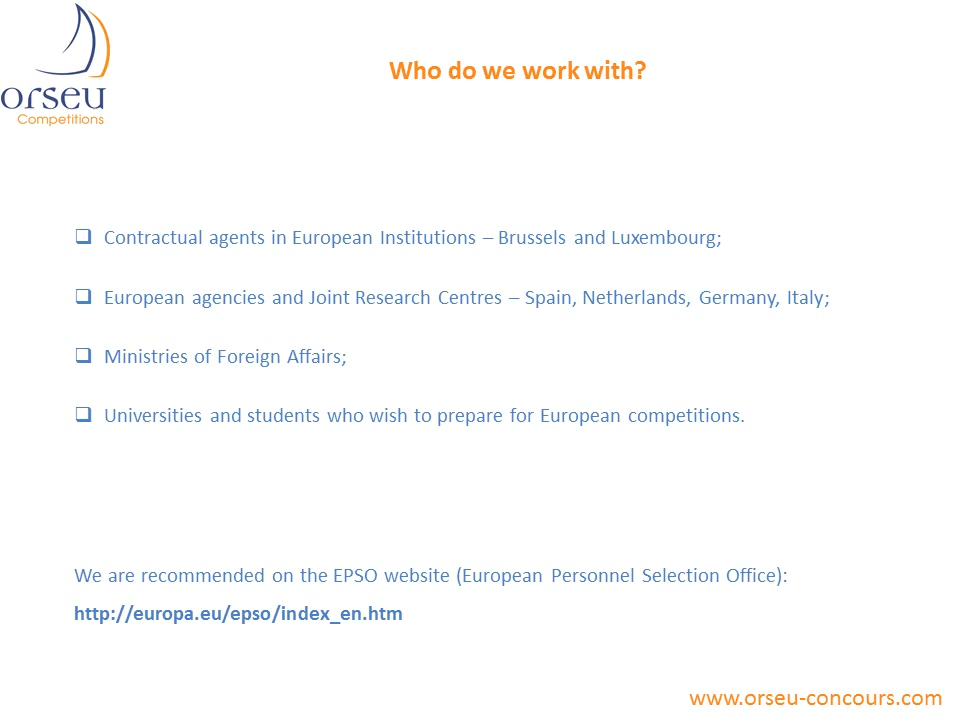 orseu
Competitions
Who do we work with?
Contractual agents in European Institutions – Brussels and Luxembourg;
European agencies and Joint Research Centres – Spain, Netherlands, Germany, Italy;
Ministries of Foreign Affairs;
Universities and students who wish to prepare for European competitions.
We are recommended on the EPSO website (European Personnel Selection Office):
http://europa.eu/epso/index_en.htm
www.orseu-concours.com